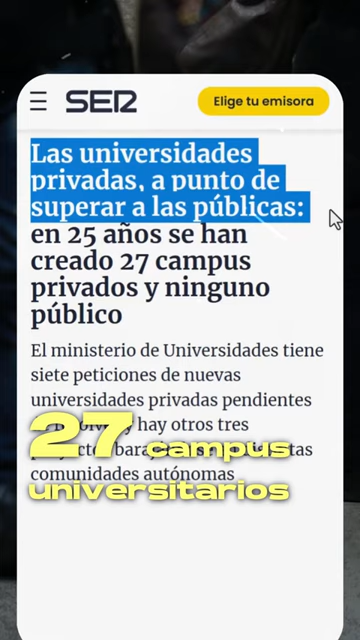 SER
Elige tu emisora
Las universidades
privadas, a punto de
superar a las públicas:
en 25 años se han
creado 27 campus
privados y ninguno
público
El ministerio de Universidades tiene
siete peticiones de nuevas
universidades privadas pendientes
y hay otros tres
27 campus
comunidades autónomas
universitarios